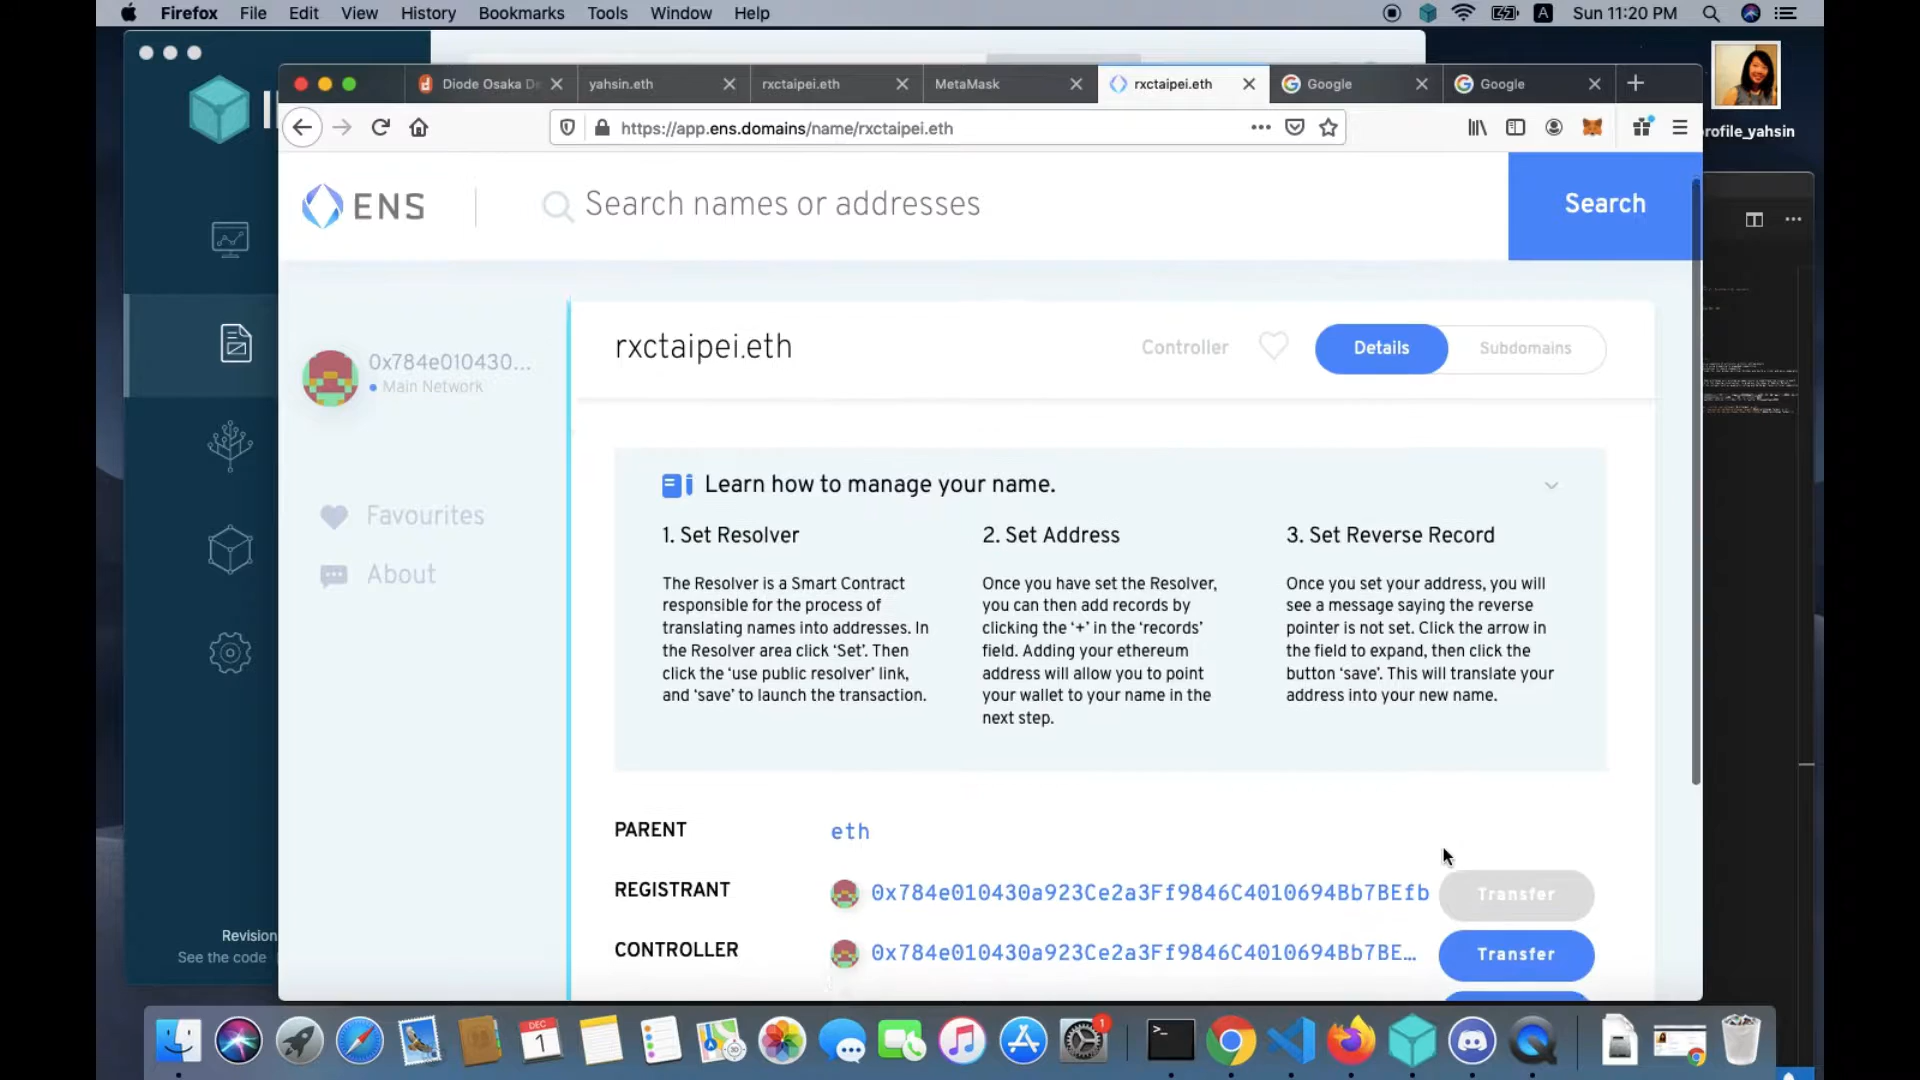 Firefox File Edit View History Bookmarks Tools Window Help
A Sun 11:20 PM
Diode Osaka De
yahsin.eth
rxctaipei.eth
MetaMask
rxctaipei.eth
Google
Google
https://app.ens.domains/name/rxctaipei.eth
rofile_yahsin
ENS
Search names or addresses
Search
0x784e010430...
Main Network
Favourites
About
rxctaipei.eth
Controller
Details
Subdomains
Learn how to manage your name.
1. Set Resolver
The Resolver is a Smart Contract
responsible for the process of
translating names into addresses. In
the Resolver area click ‘Set’. Then
click the ‘use public resolver’ link,
and ‘save’ to launch the transaction.
2. Set Address
Once you have set the Resolver,
you can then add records by
clicking the ‘+’ in the ‘records’
field. Adding your ethereum
address will allow you to point
your wallet to your name in the
next step.
3. Set Reverse Record
Once you set your address, you will
see a message saying the reverse
pointer is not set. Click the arrow in
the field to expand, then click the
button ‘save’. This will translate your
address into your new name.
PARENT
eth
REGISTRANT
0x784e010430a923Ce2a3Ff9846C4010694Bb7BEfb
Transfer
CONTROLLER
0x784e010430a923Ce2a3Ff9846C4010694Bb7BE...
Transfer
Revision
See the code
DEC
1
1